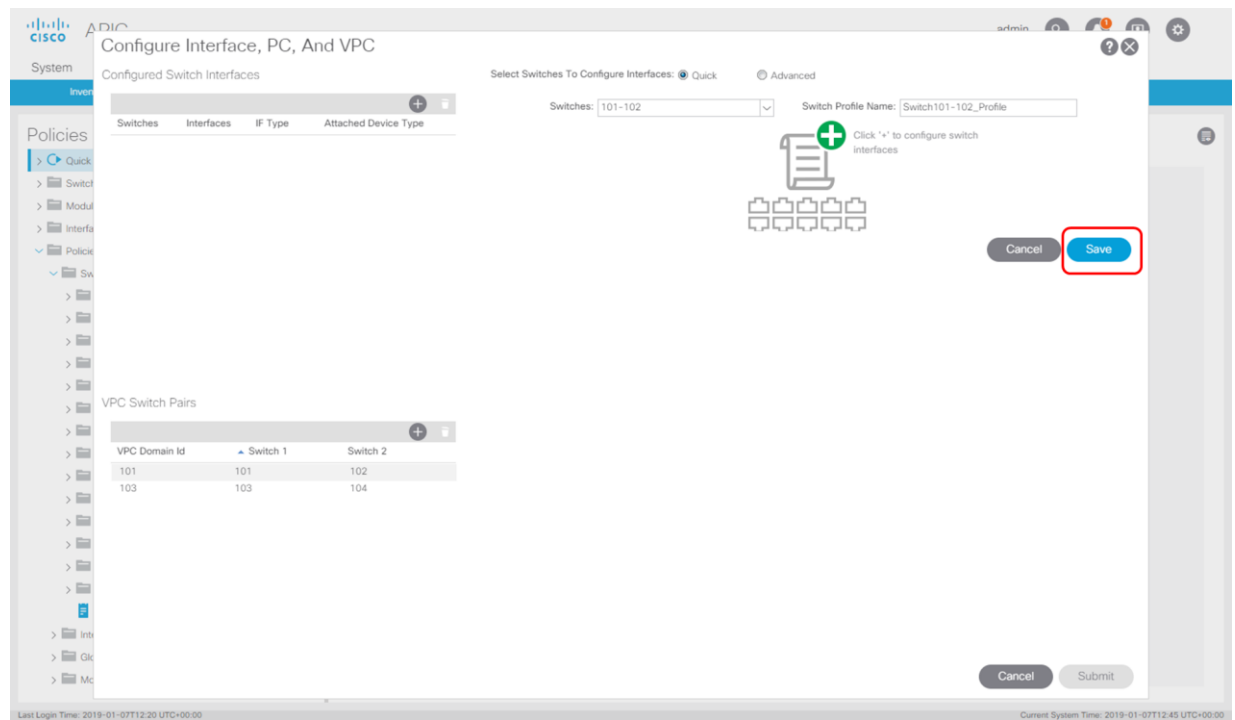 cisco
admin
Configure Interface, PC, And VPC
System
Configured Switch Interfaces
Select Switches To Configure Interfaces: Quick Advanced
Switches: 101-102 Switch Profile Name: Switch101-102_Profile
Switches Interfaces IF Type Attached Device Type
Click '+' to configure switch
interfaces
Policies
Quick
Cancel Save
VPC Switch Pairs
VPC Domain Id Switch 1 Switch 2
101 101 102
103 103 104
Cancel Submit
Last Login Time: 2019-01-07T12:20 UTC+00:00 Current System Time: 2019-01-07T12:45 UTC+00:00